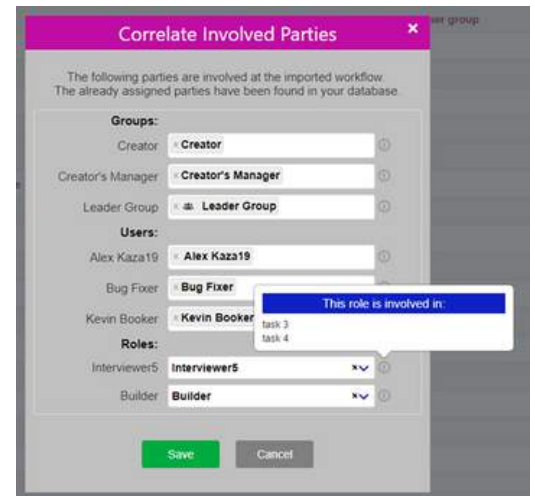 Correlate Involved Parties ×
er group
The following parties are involved at the imported workflow.
The already assigned parties have been found in your database
Groups:
Creator × Creator
Creator's Manager × Creator's Manager
Leader Group × Leader Group
Users:
Alex Kaza19 × Alex Kaza19
Bug Fixer × Bug Fixer
This role is involved in:
Kevin Booker × Kevin Booker
task 3
task 4
Roles:
Interviewer5 Interviewer5 ×
Builder Builder ×
Save Cancel